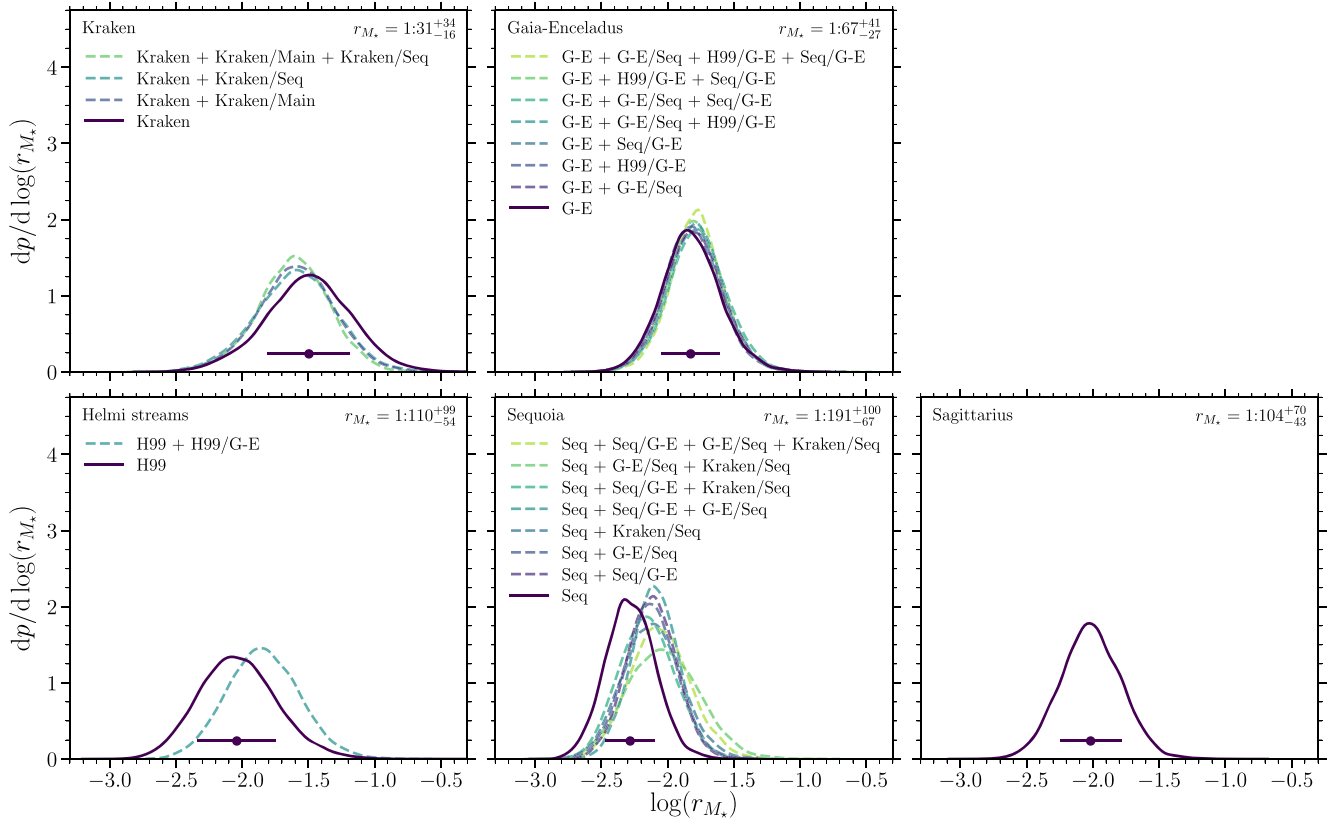 Kraken
r_{M⋆} = 1:31^{+34}_{−16}
Kraken + Kraken/Main + Kraken/Seq
Kraken + Kraken/Seq
Kraken + Kraken/Main
Kraken
4
3
2
1
0
dp/d log(r_{M⋆})
−3.0 −2.5 −2.0 −1.5 −1.0 −0.5
Gaia-Enceladus
r_{M⋆} = 1:67^{+41}_{−27}
G-E + G-E/Seq + H99/G-E + Seq/G-E
G-E + H99/G-E + Seq/G-E
G-E + G-E/Seq + Seq/G-E
G-E + G-E/Seq + H99/G-E
G-E + Seq/G-E
G-E + H99/G-E
G-E + G-E/Seq
G-E
Helmi streams
r_{M⋆} = 1:110^{+99}_{−54}
H99 + H99/G-E
H99
4
3
2
1
0
dp/d log(r_{M⋆})
Sequoia
r_{M⋆} = 1:191^{+100}_{−67}
Seq + Seq/G-E + G-E/Seq + Kraken/Seq
Seq + G-E/Seq + Kraken/Seq
Seq + Seq/G-E + Kraken/Seq
Seq + Seq/G-E + G-E/Seq
Seq + Kraken/Seq
Seq + G-E/Seq
Seq + Seq/G-E
Seq
−3.0 −2.5 −2.0 −1.5 −1.0 −0.5
log(r_{M⋆})
Sagittarius
r_{M⋆} = 1:104^{+70}_{−43}
−3.0 −2.5 −2.0 −1.5 −1.0 −0.5